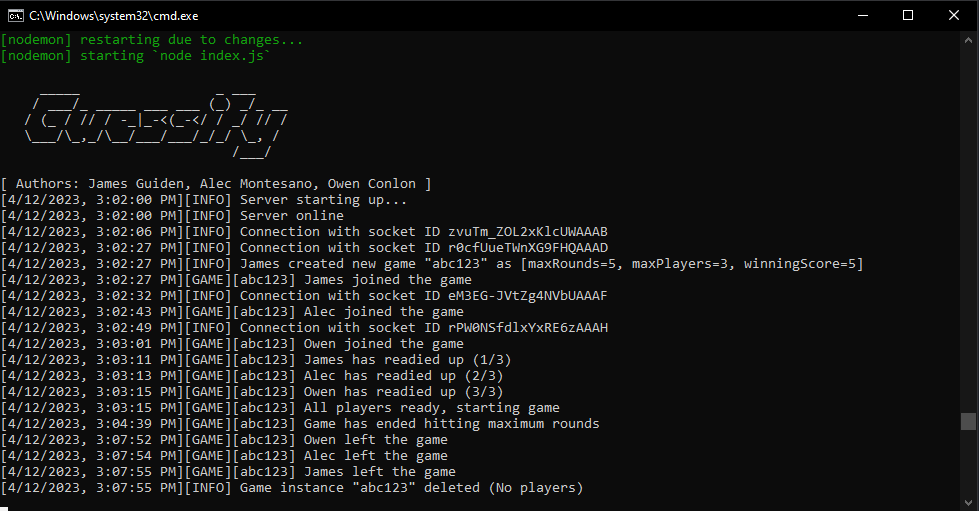 C:\Windows\system32\cmd.exe
[nodemon] restarting due to changes...
[nodemon] starting `node index.js`
Guessity
[ Authors: James Guiden, Alec Montesano, Owen Conlon ]
[4/12/2023, 3:02:00 PM][INFO] Server starting up...
[4/12/2023, 3:02:00 PM][INFO] Server online
[4/12/2023, 3:02:06 PM][INFO] Connection with socket ID zvuTm_ZOL2xKlcUWAAAB
[4/12/2023, 3:02:27 PM][INFO] Connection with socket ID r0cfUueTWnXG9FHQAAAD
[4/12/2023, 3:02:27 PM][INFO] James created new game "abc123" as [maxRounds=5, maxPlayers=3, winningScore=5]
[4/12/2023, 3:02:27 PM][GAME][abc123] James joined the game
[4/12/2023, 3:02:32 PM][INFO] Connection with socket ID eM3EG-JVtZg4NVbUAAAF
[4/12/2023, 3:02:43 PM][GAME][abc123] Alec joined the game
[4/12/2023, 3:02:49 PM][INFO] Connection with socket ID rPW0NSfdlxYxRE6zAAAH
[4/12/2023, 3:03:01 PM][GAME][abc123] Owen joined the game
[4/12/2023, 3:03:11 PM][GAME][abc123] James has readied up (1/3)
[4/12/2023, 3:03:13 PM][GAME][abc123] Alec has readied up (2/3)
[4/12/2023, 3:03:15 PM][GAME][abc123] Owen has readied up (3/3)
[4/12/2023, 3:03:15 PM][GAME][abc123] All players ready, starting game
[4/12/2023, 3:04:39 PM][GAME][abc123] Game has ended hitting maximum rounds
[4/12/2023, 3:07:52 PM][GAME][abc123] Owen left the game
[4/12/2023, 3:07:54 PM][GAME][abc123] Alec left the game
[4/12/2023, 3:07:55 PM][GAME][abc123] James left the game
[4/12/2023, 3:07:55 PM][INFO] Game instance "abc123" deleted (No players)